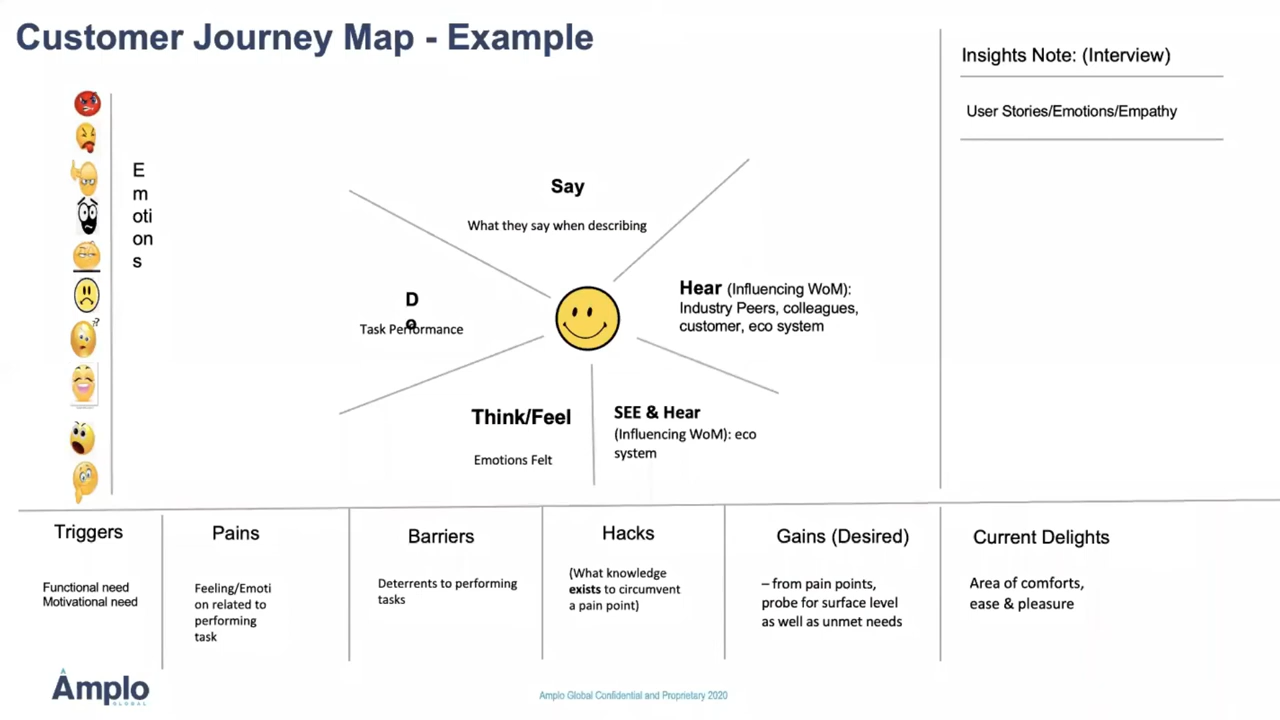 Customer Journey Map - Example
Insights Note: (Interview)
User Stories/Emotions/Empathy
E
m
oti
on
s
Say
What they say when describing
D
o
Task Performance
Hear (Influencing WoM):
Industry Peers, colleagues,
customer, eco system
Think/Feel
Emotions Felt
SEE & Hear
(Influencing WoM): eco
system
??
Triggers
Functional need
Motivational need
Pains
Feeling/Emoti
on related to
performing
task
Barriers
Deterrents to performing
tasks
Hacks
(What knowledge
exists to circumvent
a pain point)
Gains (Desired)
– from pain points,
probe for surface level
as well as unmet needs
Current Delights
Area of comforts,
ease & pleasure
Amplo
GLOBAL
Amplo Global Confidential and Proprietary 2020